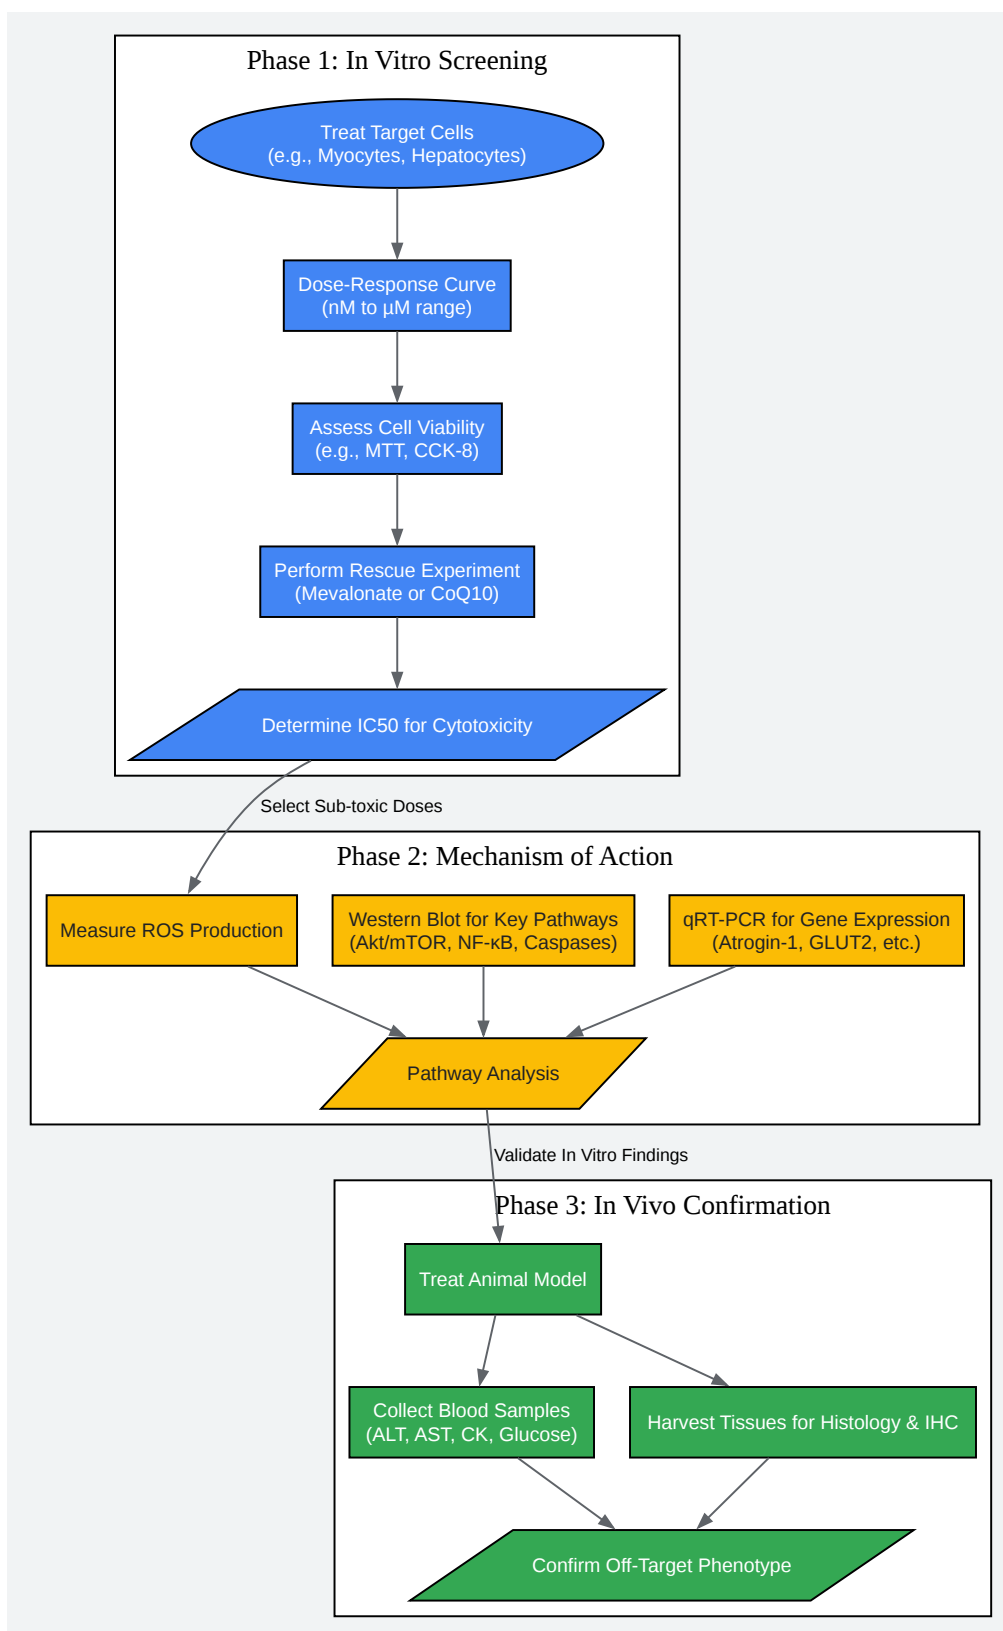 Phase 1: In Vitro Screening
Treat Target Cells
(e.g., Myocytes, Hepatocytes)
Dose-Response Curve
(nM to µM range)
Assess Cell Viability
(e.g., MTT, CCK-8)
Perform Rescue Experiment
(Mevalonate or CoQ10)
Determine IC50 for Cytotoxicity
Select Sub-toxic Doses
Phase 2: Mechanism of Action
Measure ROS Production
Western Blot for Key Pathways
(Akt/mTOR, NF-κB, Caspases)
qRT-PCR for Gene Expression
(Atrogin-1, GLUT2, etc.)
Pathway Analysis
Validate In Vitro Findings
Phase 3: In Vivo Confirmation
Treat Animal Model
Collect Blood Samples
(ALT, AST, CK, Glucose)
Harvest Tissues for Histology & IHC
Confirm Off-Target Phenotype